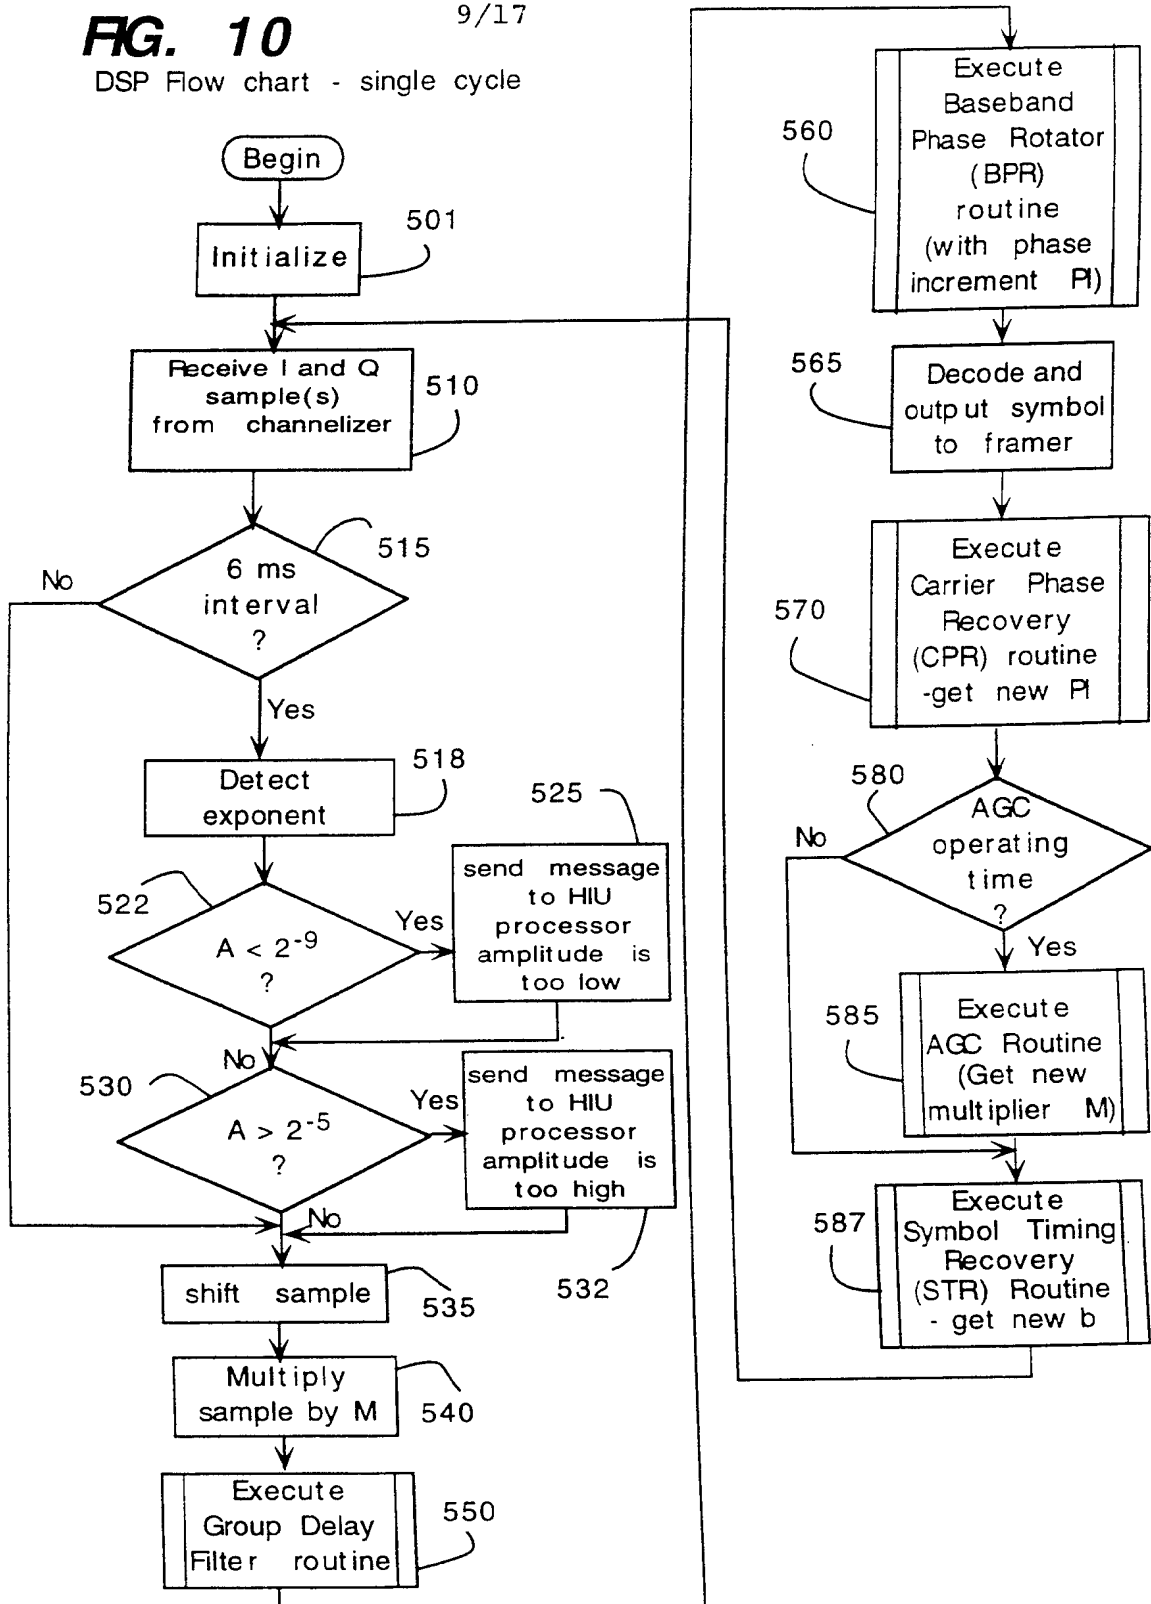 FIG. 10
9/17
DSP Flow chart - single cycle
Begin
Initialize
501
Receive I and Q
sample(s)
from channelizer
510
6 ms
interval
?
515
No
Yes
Detect
exponent
518
A < 2⁻⁹
?
522
Yes
No
send message
to HIU
processor
amplitude is
too low
525
A > 2⁻⁵
?
530
Yes
No
send message
to HIU
processor
amplitude is
too high
532
shift sample
535
Multiply
sample by M
540
Execute
Group Delay
Filter routine
550
Execute
Baseband
Phase Rotator
(BPR)
routine
(with phase
increment PI)
560
Decode and
output symbol
to framer
565
Execute
Carrier Phase
Recovery
(CPR) routine
-get new PI
570
AGC
operating
time
?
580
No
Yes
Execute
AGC Routine
(Get new
multiplier M)
585
Execute
Symbol Timing
Recovery
(STR) Routine
- get new b
587